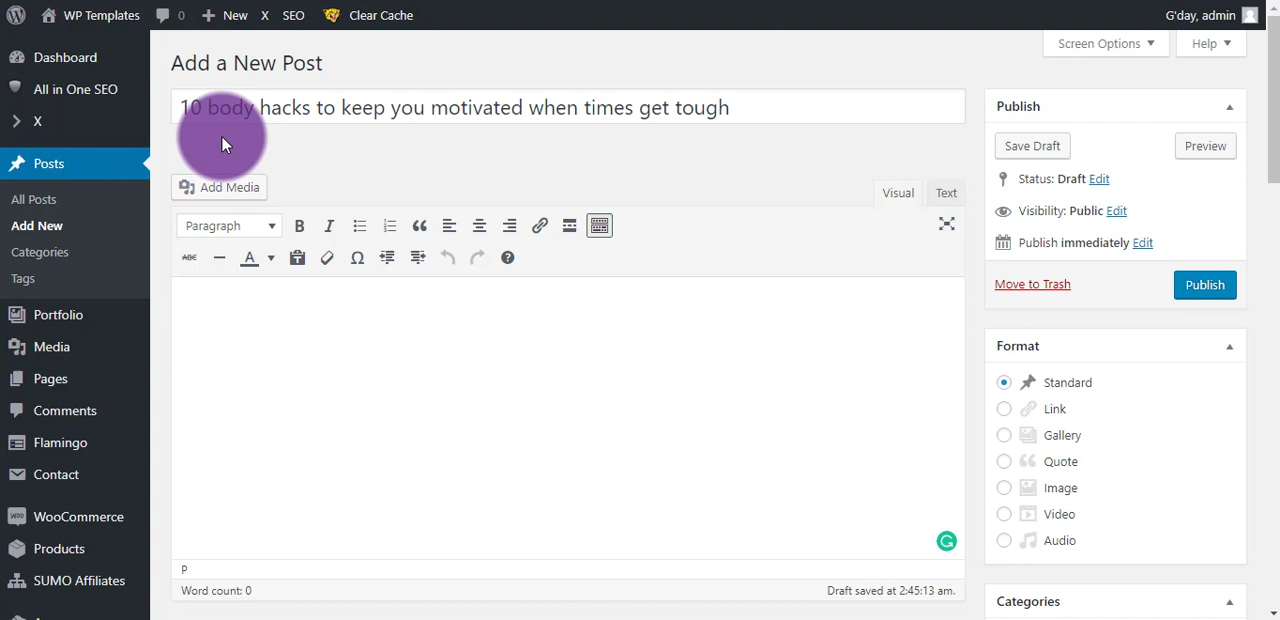 WP Templates 0 New X SEO Clear Cache G'day, admin
Dashboard
All in One SEO
X
Posts
All Posts
Add New
Categories
Tags
Portfolio
Media
Pages
Comments
Flamingo
Contact
WooCommerce
Products
SUMO Affiliates
Screen Options Help
Add a New Post
10 body hacks to keep you motivated when times get tough
Add Media
Visual Text
Paragraph B I
ABC A Ω
P
Word count: 0 Draft saved at 2:45:13 am.
Publish
Save Draft Preview
Status: Draft Edit
Visibility: Public Edit
Publish immediately Edit
Move to Trash Publish
Format
Standard
Link
Gallery
Quote
Image
Video
Audio
Categories